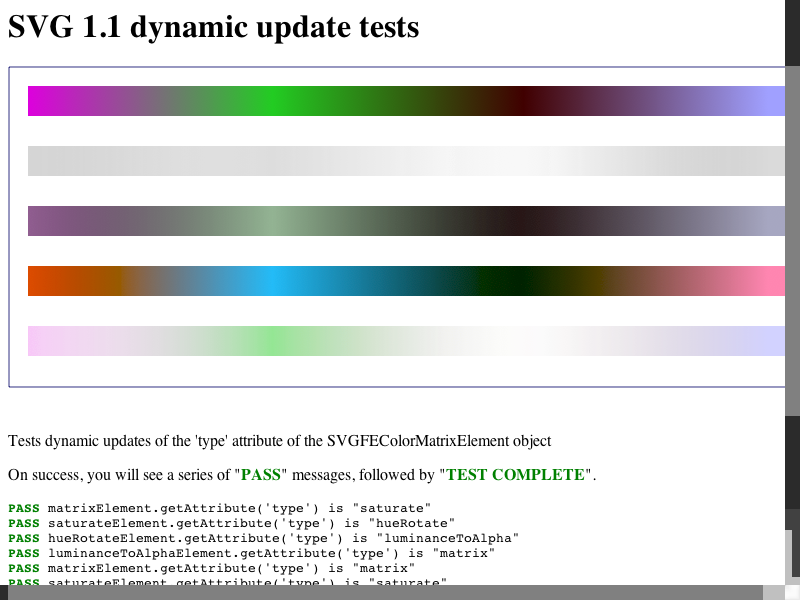 SVG 1.1 dynamic update tests
Tests dynamic updates of the 'type' attribute of the SVGFEColorMatrixElement object
On success, you will see a series of "PASS" messages, followed by "TEST COMPLETE".
PASS matrixElement.getAttribute('type') is "saturate"
PASS saturateElement.getAttribute('type') is "hueRotate"
PASS hueRotateElement.getAttribute('type') is "luminanceToAlpha"
PASS luminanceToAlphaElement.getAttribute('type') is "matrix"
PASS matrixElement.getAttribute('type') is "matrix"
PASS saturateElement.getAttribute('type') is "saturate"